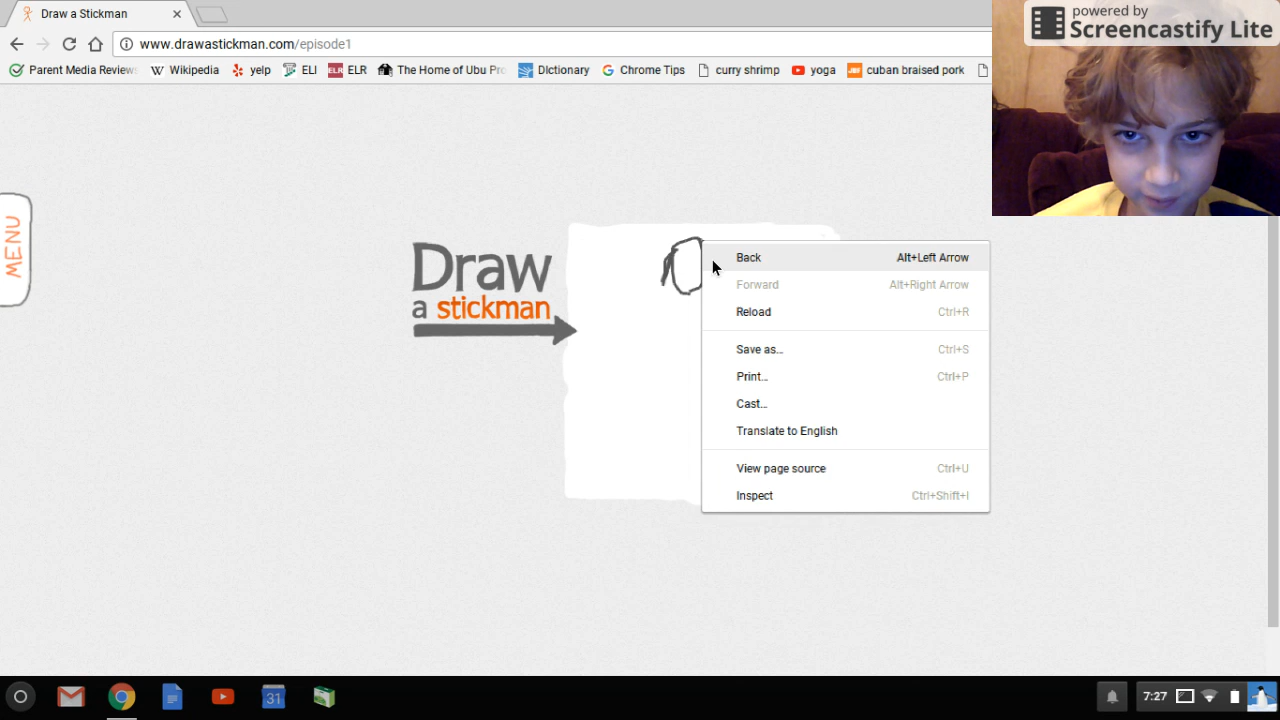 Draw a Stickman
powered by
Screencastify Lite
www.drawastickman.com/episode1
Parent Media Review
Wikipedia
yelp
ELI
ELR
The Home of Ubu Pro
Dictionary
Chrome Tips
curry shrimp
yoga
cuban braised pork
MENU
Draw
a stickman
Back Alt+Left Arrow
Forward Alt+Right Arrow
Reload Ctrl+R
Save as... Ctrl+S
Print... Ctrl+P
Cast...
Translate to English
View page source Ctrl+U
Inspect Ctrl+Shift+I
31
7:27